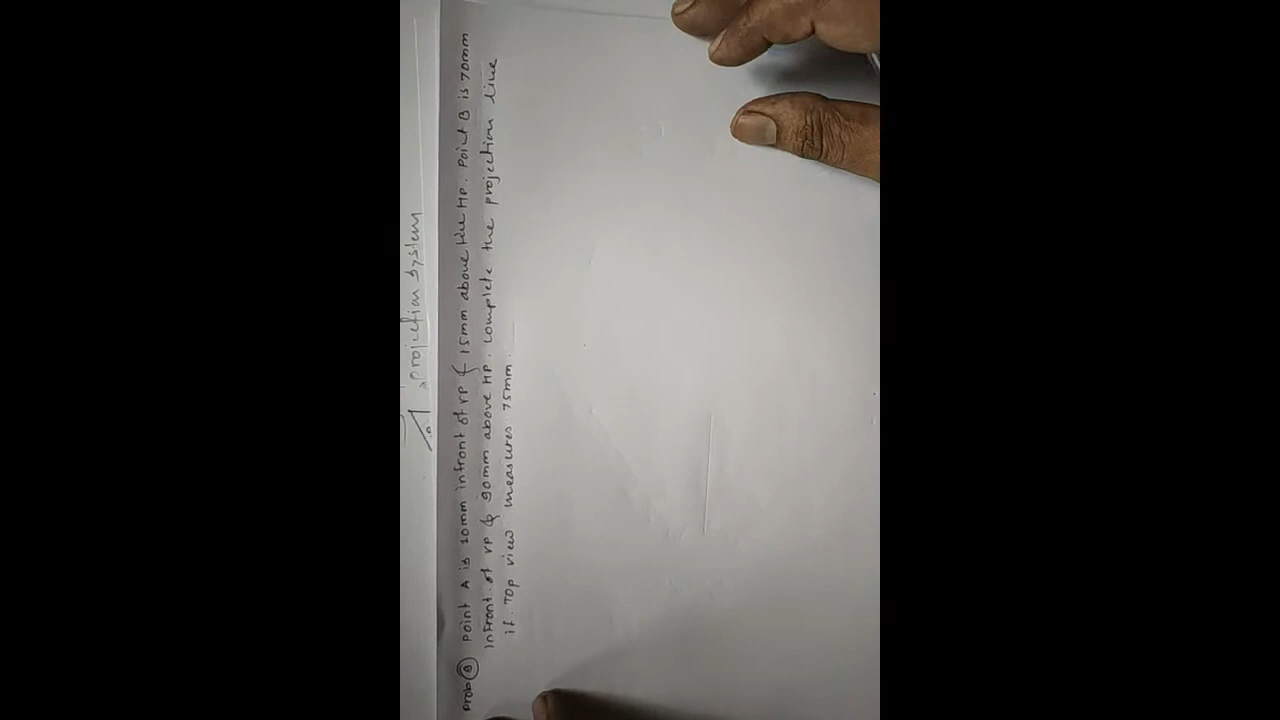 projection system
Prob 9 Point A is 20mm infront of VP & 15mm above the HP. Point B is 70mm
infront of VP & 90mm above HP. complete the projection line
if. Top view measures 75mm.